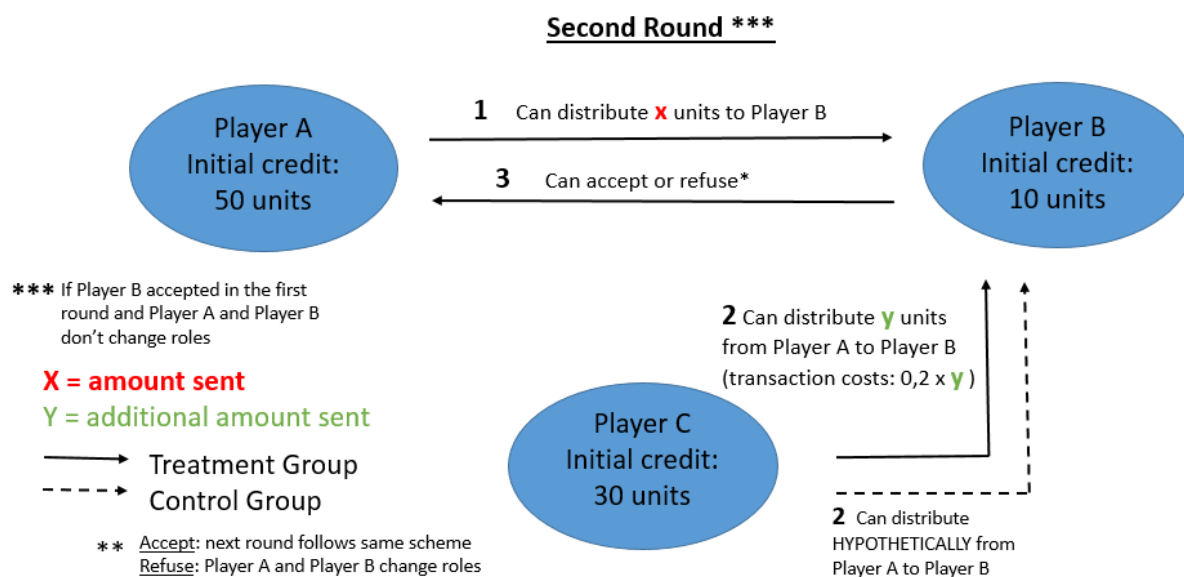 Second Round ***
Player A
Initial credit:
50 units
1 Can distribute x units to Player B
3 Can accept or refuse*
Player B
Initial credit:
10 units
*** If Player B accepted in the first
round and Player A and Player B
don't change roles
X = amount sent
Y = additional amount sent
Treatment Group
Control Group
** Accept: next round follows same scheme
Refuse: Player A and Player B change roles
2 Can distribute y units
from Player A to Player B
(transaction costs: 0,2 x y )
Player C
Initial credit:
30 units
2 Can distribute
HYPOTHETICALLY from
Player A to Player B